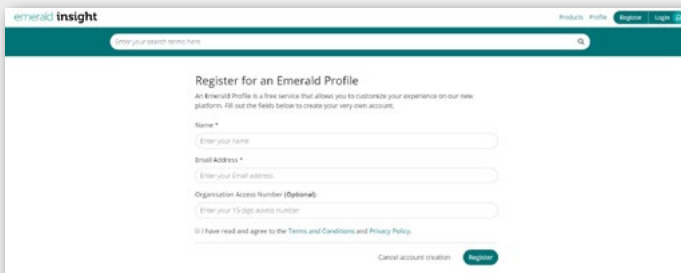 emerald insight
Products Profile Register Login
Enter your search terms here
Register for an Emerald Profile
An Emerald Profile is a free service that allows you to customize your experience on our new
platform. Fill out the fields below to create your very own account.
Name *
Enter your name
Email Address *
Enter your Email address
Organisation Access Number (Optional)
Enter your 15-digit access number
I have read and agree to the Terms and Conditions and Privacy Policy.
Cancel account creation Register